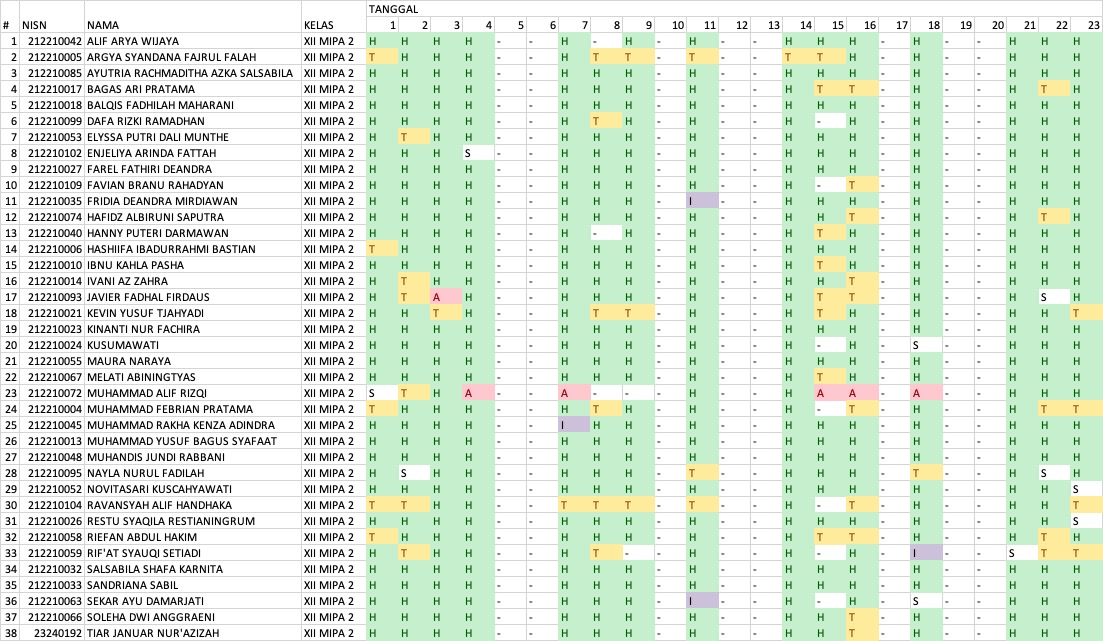 TANGGAL
# NISN NAMA KELAS 1 2 3 4 5 6 7 8 9 10 11 12 13 14 15 16 17 18 19 20 21 22 23
1 212210042 ALIF ARYA WIJAYA XII MIPA 2 H H H H - - H - H - H - - H H H - H - - H H H
2 212210005 ARGYA SYANDANA FAJRUL FALAH XII MIPA 2 T H H H - - H T T - T - - T T H - H - - H H H
3 212210085 AYUTRIA RACHMADITHA AZKA SALSABILA XII MIPA 2 H H H H - - H H H - H - - H H H - H - - H H H
4 212210017 BAGAS ARI PRATAMA XII MIPA 2 H H H H - - H H H - H - - H T T - H - - H T H
5 212210018 BALQIS FADHILAH MAHARANI XII MIPA 2 H H H H - - H H H - H - - H H H - H - - H H H
6 212210099 DAFA RIZKI RAMADHAN XII MIPA 2 H H H H - - H T H - H - - H - H - H - - H H H
7 212210053 ELYSSA PUTRI DALI MUNTHE XII MIPA 2 H T H H - - H H H - H - - H H H - H - - H H H
8 212210102 ENJELIYA ARINDA FATTAH XII MIPA 2 H H H S - - H H H - H - - H H H - H - - H H H
9 212210027 FAREL FATHIRI DEANDRA XII MIPA 2 H H H H - - H H H - H - - H H H - H - - H H H
10 212210109 FAVIAN BRANU RAHADYAN XII MIPA 2 H H H H - - H H H - H - - H - T - H - - H H H
11 212210035 FRIDIA DEANDRA MIRDIAWAN XII MIPA 2 H H H H - - H H H - I - - H H H - H - - H H H
12 212210074 HAFIDZ ALBIRUNI SAPUTRA XII MIPA 2 H H H H - - H H H - H - - H H T - H - - H T H
13 212210040 HANNY PUTERI DARMAWAN XII MIPA 2 H H H H - - H - H - H - - H T H - H - - H H H
14 212210006 HASHIIFA IBADURRAHMI BASTIAN XII MIPA 2 T H H H - - H H H - H - - H H H - H - - H H H
15 212210010 IBNU KAHLA PASHA XII MIPA 2 H H H H - - H H H - H - - H T H - H - - H H H
16 212210014 IVANI AZ ZAHRA XII MIPA 2 H T H H - - H H H - H - - H H T - H - - H H H
17 212210093 JAVIER FADHAL FIRDAUS XII MIPA 2 H T A H - - H H H - H - - H T T - H - - H S H
18 212210021 KEVIN YUSUF TJAHYADI XII MIPA 2 H H T H - - H T T - H - - H T H - H - - H H T
19 212210023 KINANTI NUR FACHIRA XII MIPA 2 H H H H - - H H H - H - - H H H - H - - H H H
20 212210024 KUSUMAWATI XII MIPA 2 H H H H - - H H H - H - - H - H - S - - H H H
21 212210055 MAURA NARAYA XII MIPA 2 H H H H - - H H H - H - - H H H - H - - H H H
22 212210067 MELATI ABININGTYAS XII MIPA 2 H H H H - - H H H - H - - H T H - H - - H H H
23 212210072 MUHAMMAD ALIF RIZQI XII MIPA 2 S T H A - - A - - - H - - H A A - A - - H H H
24 212210004 MUHAMMAD FEBRIAN PRATAMA XII MIPA 2 T H H H - - H T H - H - - H - T - H - - H T T
25 212210045 MUHAMMAD RAKHA KENZA ADINDRA XII MIPA 2 H H H H - - I H H - H - - H H H - H - - H H H
26 212210013 MUHAMMAD YUSUF BAGUS SYAFAAT XII MIPA 2 H H H H - - H H H - H - - H H H - H - - H H H
27 212210048 MUHANDIS JUNDI RABBANI XII MIPA 2 H H H H - - H H H - H - - H H H - H - - H H H
28 212210095 NAYLA NURUL FADILAH XII MIPA 2 H S H H - - H H H - T - - H H H - T - - H S H
29 212210052 NOVITASARI KUSCAHYAWATI XII MIPA 2 H H H H - - H H H - H - - H H H - H - - H H S
30 212210104 RAVANSYAH ALIF HANDHAKA XII MIPA 2 T T H H - - T T T - T - - H - T - H - - H H T
31 212210026 RESTU SYAQILA RESTIANINGRUM XII MIPA 2 H H H H - - H H H - H - - H H H - H - - H H S
32 212210058 RIEFAN ABDUL HAKIM XII MIPA 2 T H H H - - H H H - H - - H T T - H - - H T H
33 212210059 RIF'AT SYAUQI SETIADI XII MIPA 2 H T H H - - H T - - H - - H - H - I - - S T T
34 212210032 SALSABILA SHAFA KARNITA XII MIPA 2 H H H H - - H H H - H - - H H H - H - - H H H
35 212210033 SANDRIANA SABIL XII MIPA 2 H H H H - - H H H - H - - H H H - H - - H H H
36 212210063 SEKAR AYU DAMARJATI XII MIPA 2 H H H H - - H H H - I - - H - H - S - - H H H
37 212210066 SOLEHA DWI ANGGRAENI XII MIPA 2 H H H H - - H H H - H - - H H T - H - - H H H
38 23240192 TIAR JANUAR NUR'AZIZAH XII MIPA 2 H H H H - - H H H - H - - H H T - H - - H H H